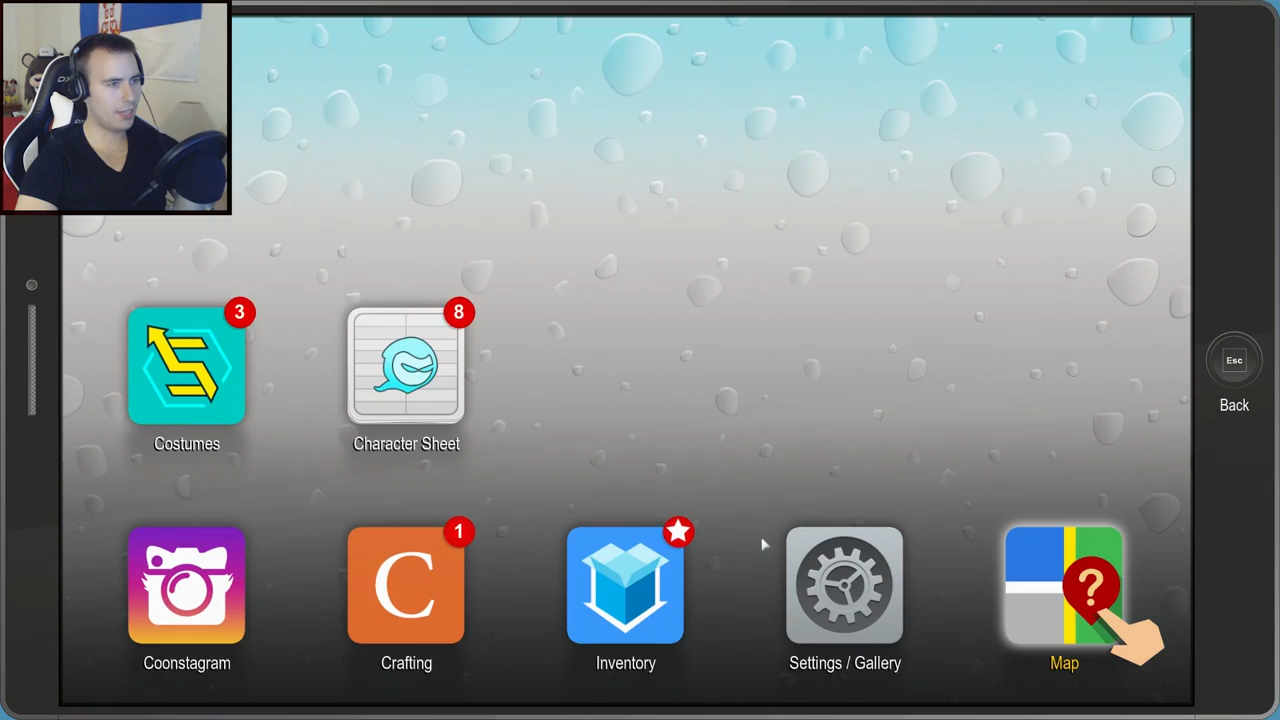 3
8
Costumes
Character Sheet
Esc
Back
1
C
?
Coonstagram
Crafting
Inventory
Settings / Gallery
Map